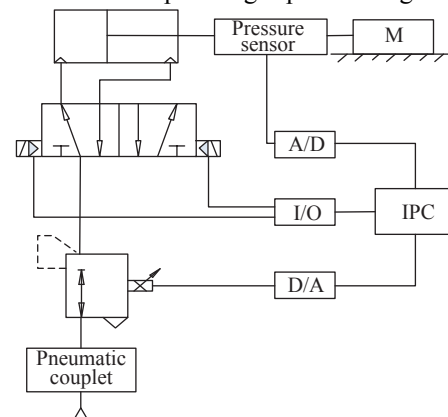 Pressure
sensor
M
A/D
I/O
IPC
D/A
Pneumatic
couplet